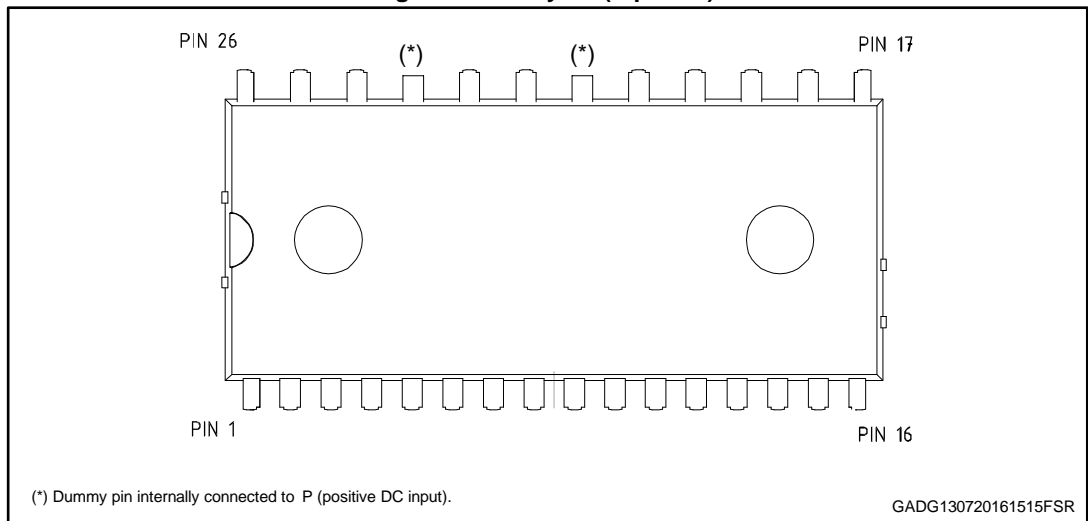 PIN 26
(*)
(*)
PIN 17
PIN 1
PIN 16
(*) Dummy pin internally connected to P (positive DC input).
GADG130720161515FSR